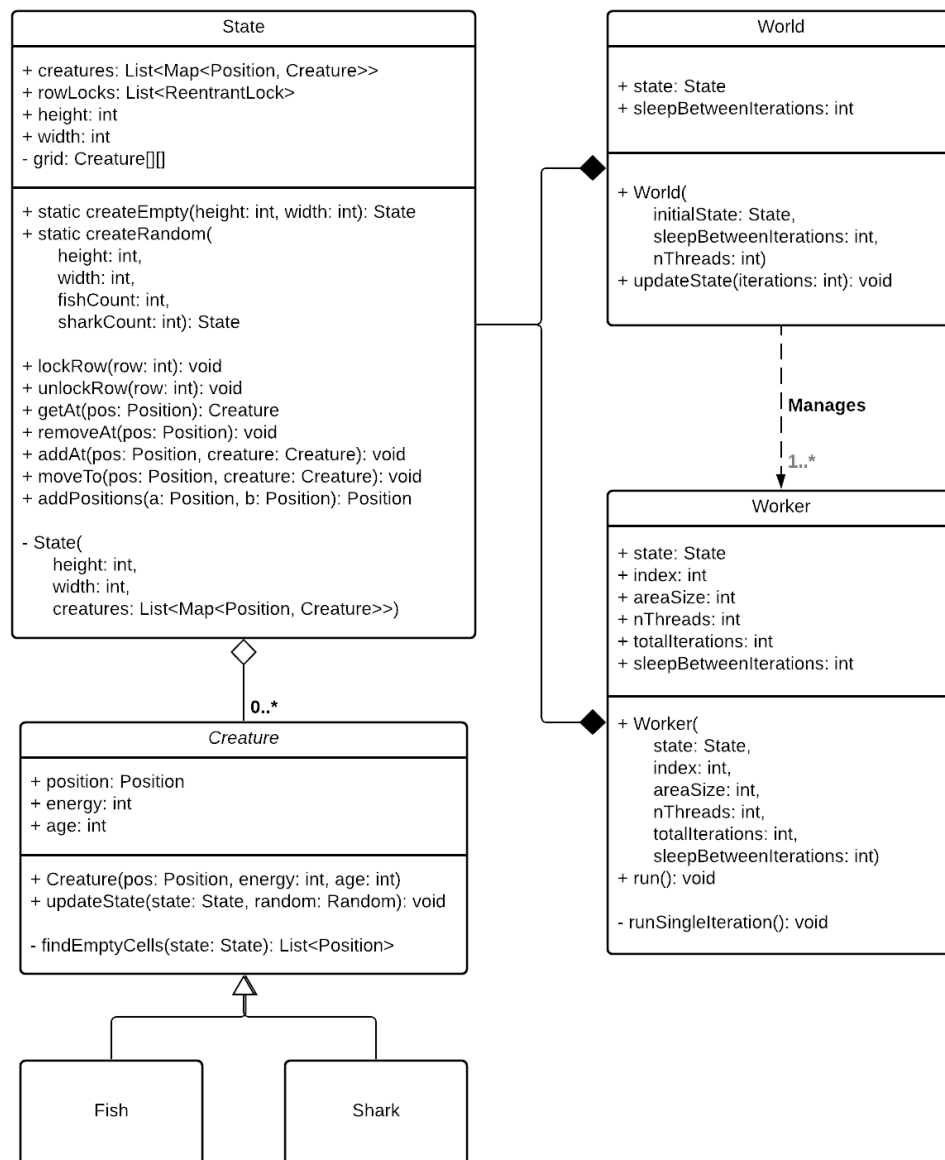 State
+ creatures: List<Map<Position, Creature>>
+ rowLocks: List<ReentrantLock>
+ height: int
+ width: int
- grid: Creature[][]
+ static createEmpty(height: int, width: int): State
+ static createRandom(
height: int,
width: int,
fishCount: int,
sharkCount: int): State
+ lockRow(row: int): void
+ unlockRow(row: int): void
+ getAt(pos: Position): Creature
+ removeAt(pos: Position): void
+ addAt(pos: Position, creature: Creature): void
+ moveTo(pos: Position, creature: Creature): void
+ addPositions(a: Position, b: Position): Position
- State(
height: int,
width: int,
creatures: List<Map<Position, Creature>>)
0..*
Creature
+ position: Position
+ energy: int
+ age: int
+ Creature(pos: Position, energy: int, age: int)
+ updateState(state: State, random: Random): void
- findEmptyCells(state: State): List<Position>
Fish
Shark
World
+ state: State
+ sleepBetweenIterations: int
+ World(
initialState: State,
sleepBetweenIterations: int,
nThreads: int)
+ updateState(iterations: int): void
Manages
1..*
Worker
+ state: State
+ index: int
+ areaSize: int
+ nThreads: int
+ totalIterations: int
+ sleepBetweenIterations: int
+ Worker(
state: State,
index: int,
areaSize: int,
nThreads: int,
totalIterations: int,
sleepBetweenIterations: int)
+ run(): void
- runSingleIteration(): void